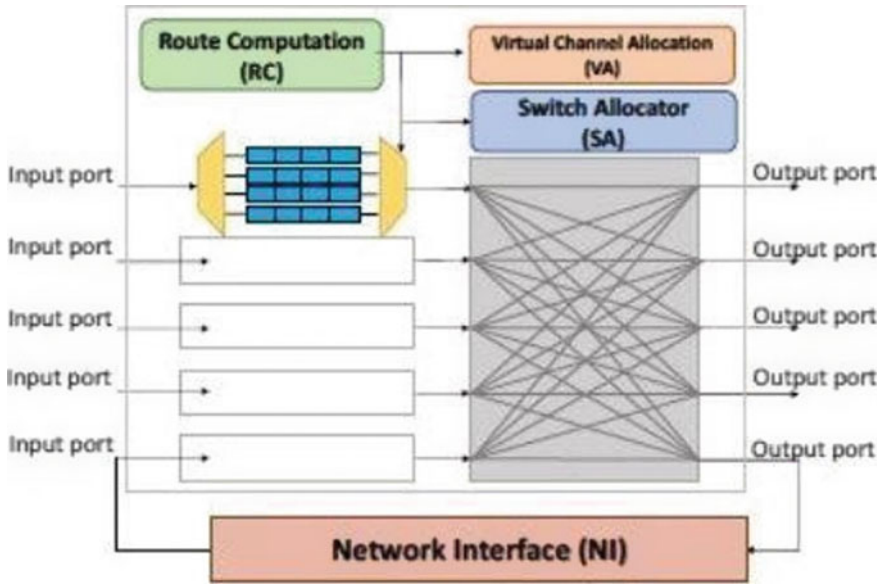 Route Computation
(RC)
Virtual Channel Allocation
(VA)
Switch Allocator
(SA)
Input port
Output port
Input port
Output port
Input port
Output port
Input port
Output port
Input port
Output port
Network Interface (NI)